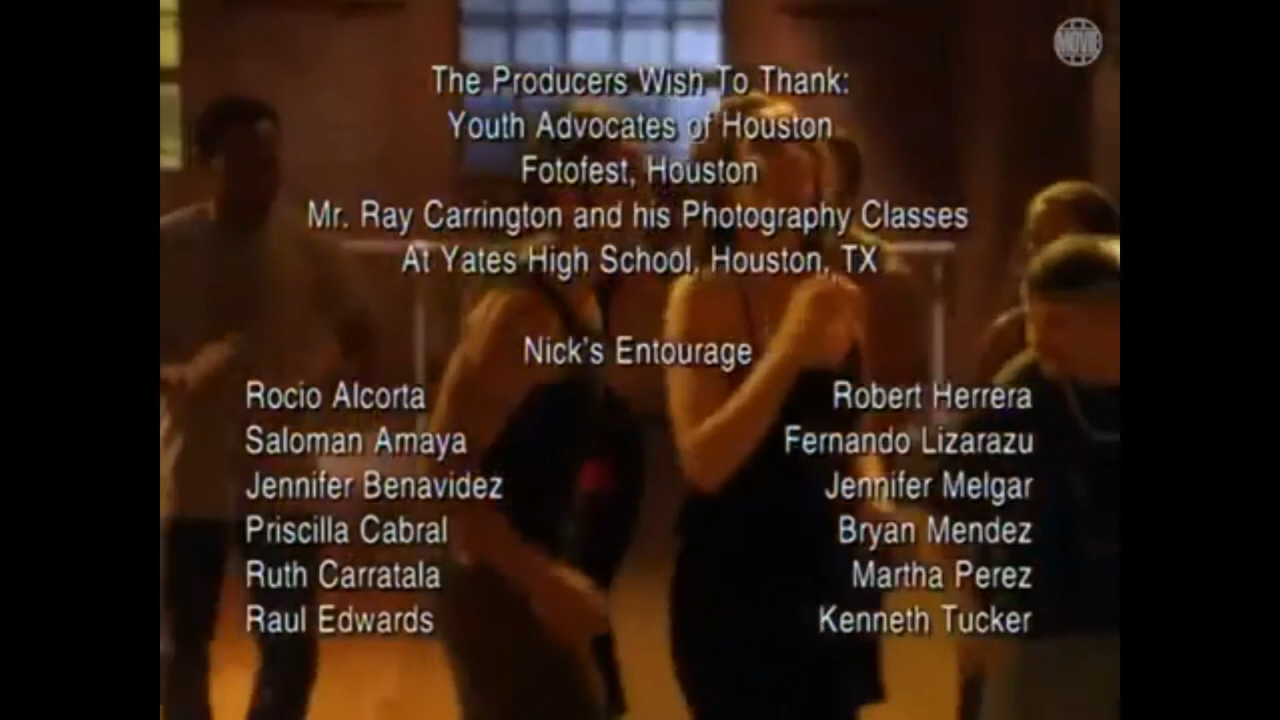 MOVIE
The Producers Wish To Thank:
Youth Advocates of Houston
Fotofest, Houston
Mr. Ray Carrington and his Photography Classes
At Yates High School, Houston, TX
Nick's Entourage
Rocio Alcorta Robert Herrera
Saloman Amaya Fernando Lizarazu
Jennifer Benavidez Jennifer Melgar
Priscilla Cabral Bryan Mendez
Ruth Carratala Martha Perez
Raul Edwards Kenneth Tucker